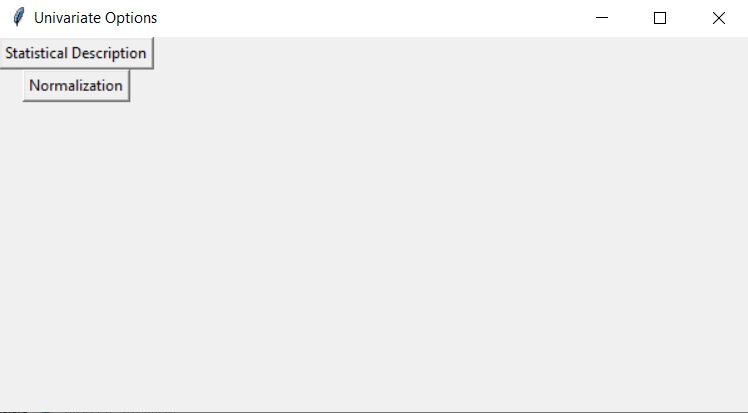 Univariate Options
Statistical Description
Normalization